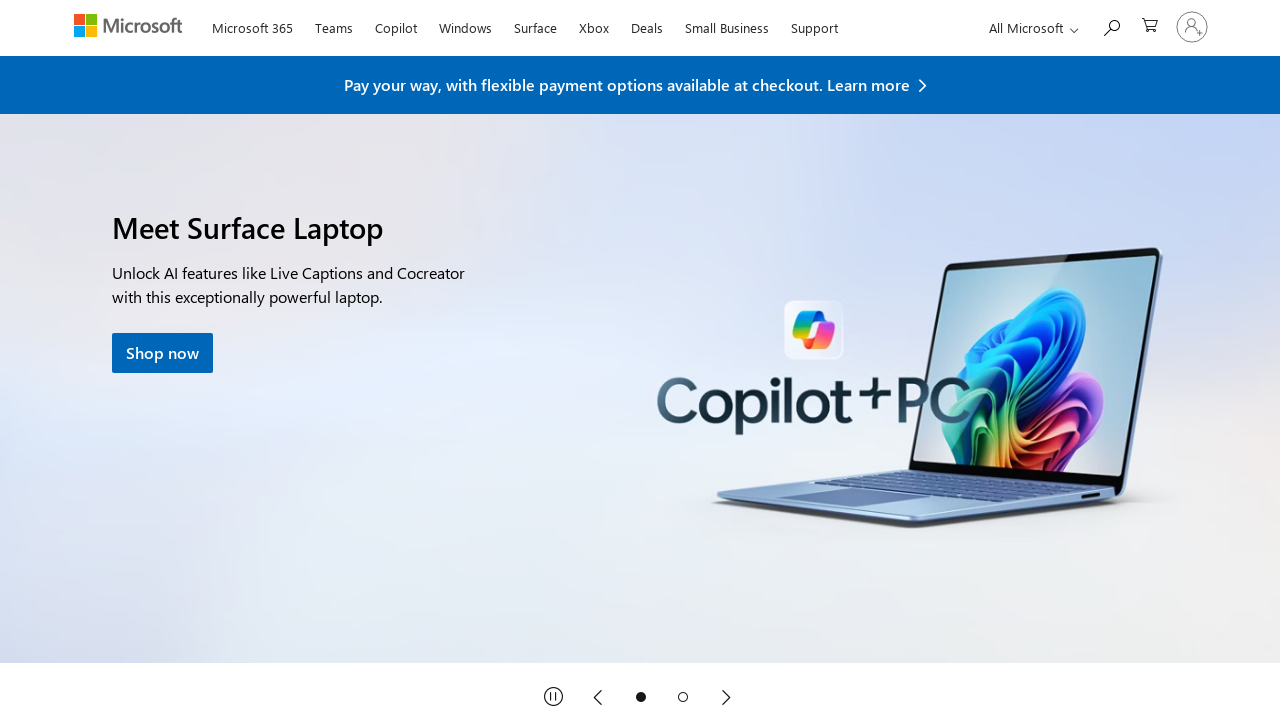 Microsoft Microsoft 365 Teams Copilot Windows Surface Xbox Deals Small Business Support All Microsoft
Pay your way, with flexible payment options available at checkout. Learn more
Meet Surface Laptop
Unlock AI features like Live Captions and Cocreator
with this exceptionally powerful laptop.
Shop now
Copilot+PC